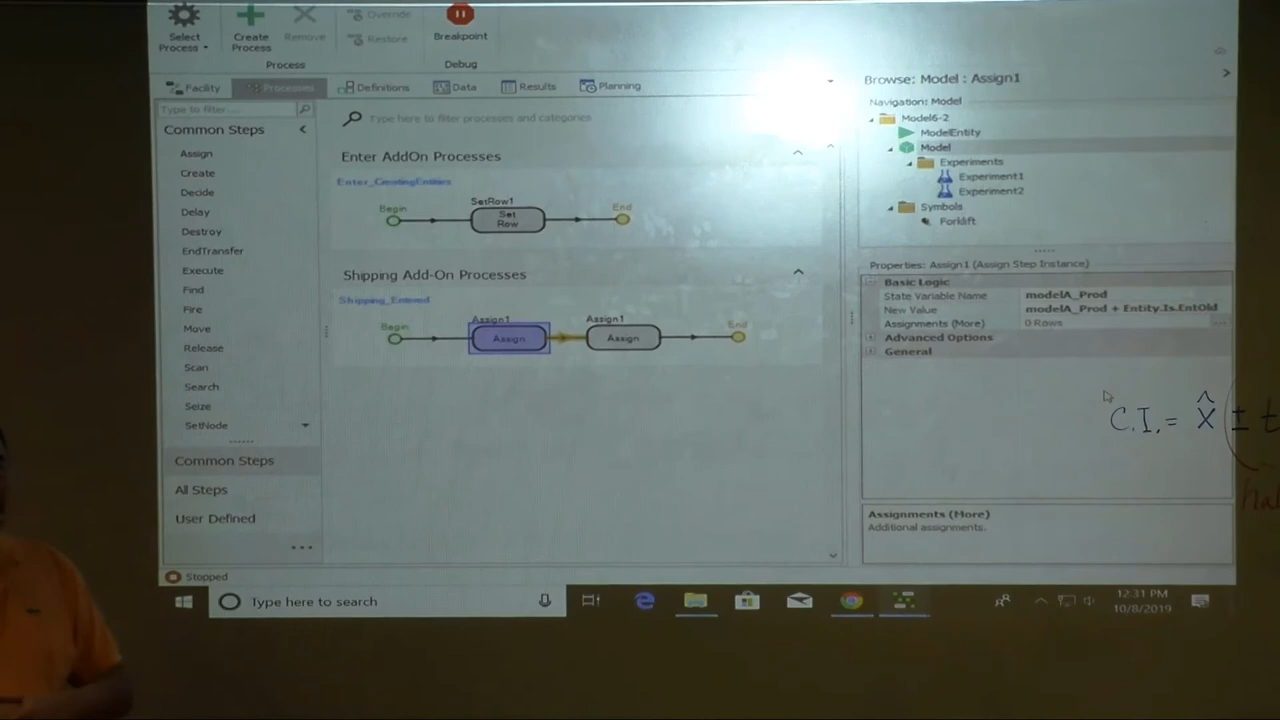 Select Process
Create Process
Remove
Override
Restore
Breakpoint
Process
Debug
Facility
Processes
Definitions
Data
Results
Planning
Type to filter...
Common Steps
Assign
Create
Decide
Delay
Destroy
EndTransfer
Execute
Find
Fire
Move
Release
Scan
Search
Seize
SetNode
Common Steps
All Steps
User Defined
Stopped
Type here to filter processes and categories
Enter AddOn Processes
Enter_CreatingEntities
Begin
SetRow1
Set Row
End
Shipping Add-On Processes
Shipping_Entered
Begin
Assign1
Assign
Assign1
Assign
End
Browse: Model : Assign1
Navigation: Model
Model6-2
ModelEntity
Model
Experiments
Experiment1
Experiment2
Symbols
Forklift
Properties: Assign1 (Assign Step Instance)
Basic Logic
State Variable Name modelA_Prod
New Value modelA_Prod + Entity.Is.EntOld
Assignments (More) 0 Rows
Advanced Options
General
C.I. = X̂ (± t
Assignments (More)
Additional assignments.
Type here to search
12:31 PM
10/8/2019